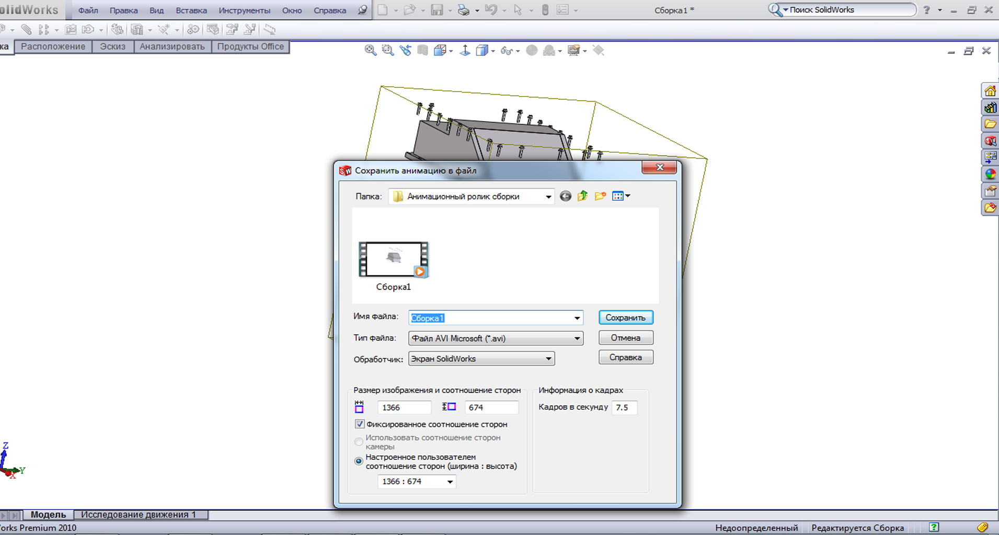 olidWorks Файл Правка Вид Вставка Инструменты Окно Справка Сборка1 * Поиск SolidWorks ?
ка Расположение Эскиз Анализировать Продукты Office
SW Сохранить анимацию в файл
Папка: Анимационный ролик сборки
Сборка1
Имя файла: Сборка1 Сохранить
Тип файла: Файл AVI Microsoft (*.avi) Отмена
Обработчик: Экран SolidWorks Справка
Размер изображения и соотношение сторон Информация о кадрах
1366 674 Кадров в секунду 7.5
Фиксированное соотношение сторон
Использовать соотношение сторон
камеры
Настроенное пользователем
соотношение сторон (ширина : высота)
1366 : 674
Z
Y
X
Модель Исследование движения 1
orks Premium 2010 Недоопределенный Редактируется Сборка ?